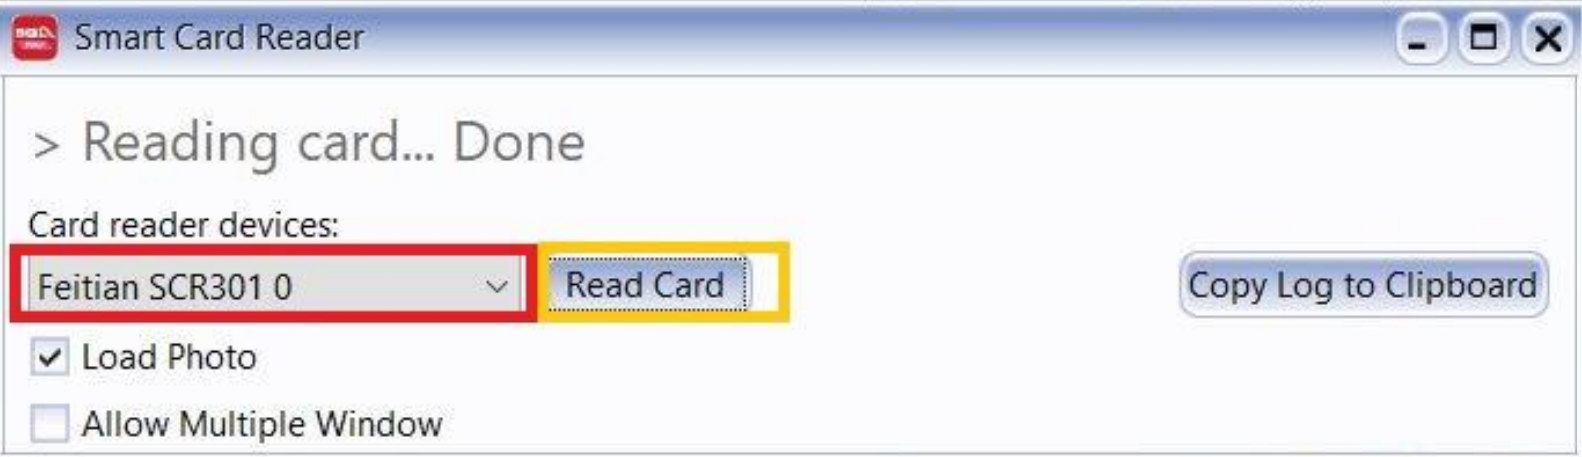 Smart Card Reader
> Reading card... Done
Card reader devices:
Feitian SCR301 0
Read Card
Copy Log to Clipboard
Load Photo
Allow Multiple Window